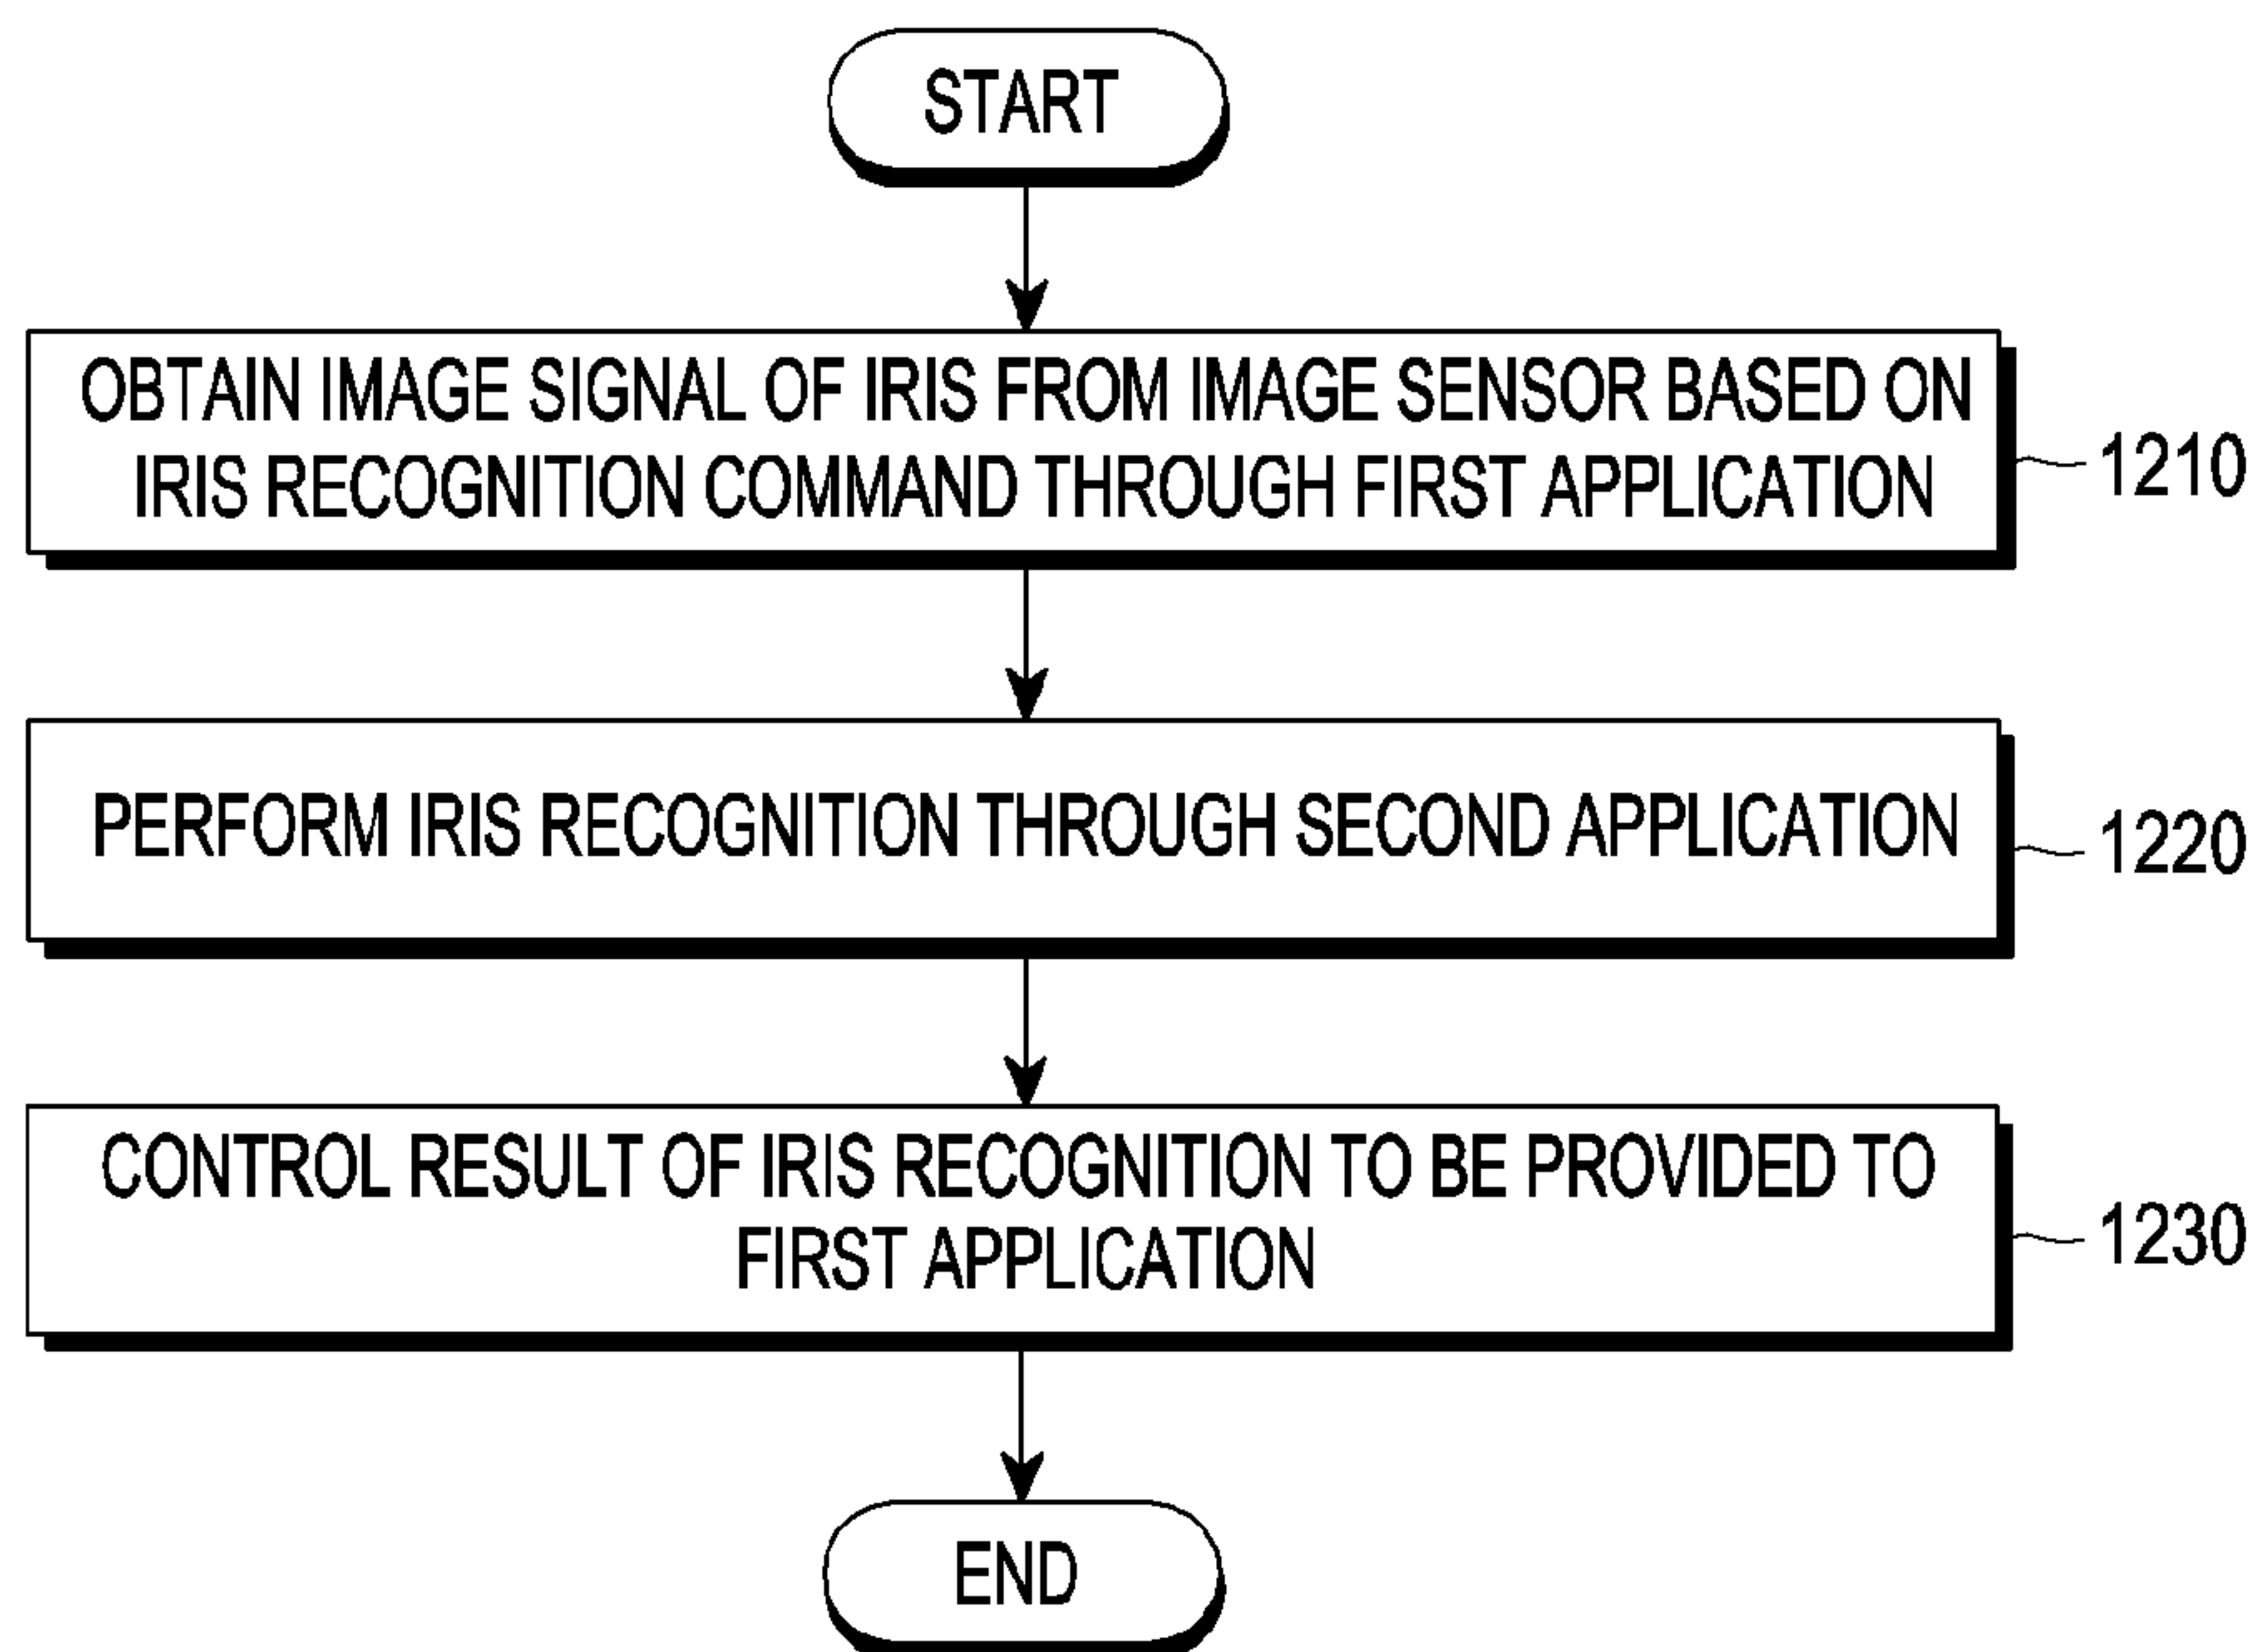 START
OBTAIN IMAGE SIGNAL OF IRIS FROM IMAGE SENSOR BASED ON
IRIS RECOGNITION COMMAND THROUGH FIRST APPLICATION
1210
PERFORM IRIS RECOGNITION THROUGH SECOND APPLICATION
1220
CONTROL RESULT OF IRIS RECOGNITION TO BE PROVIDED TO
FIRST APPLICATION
1230
END